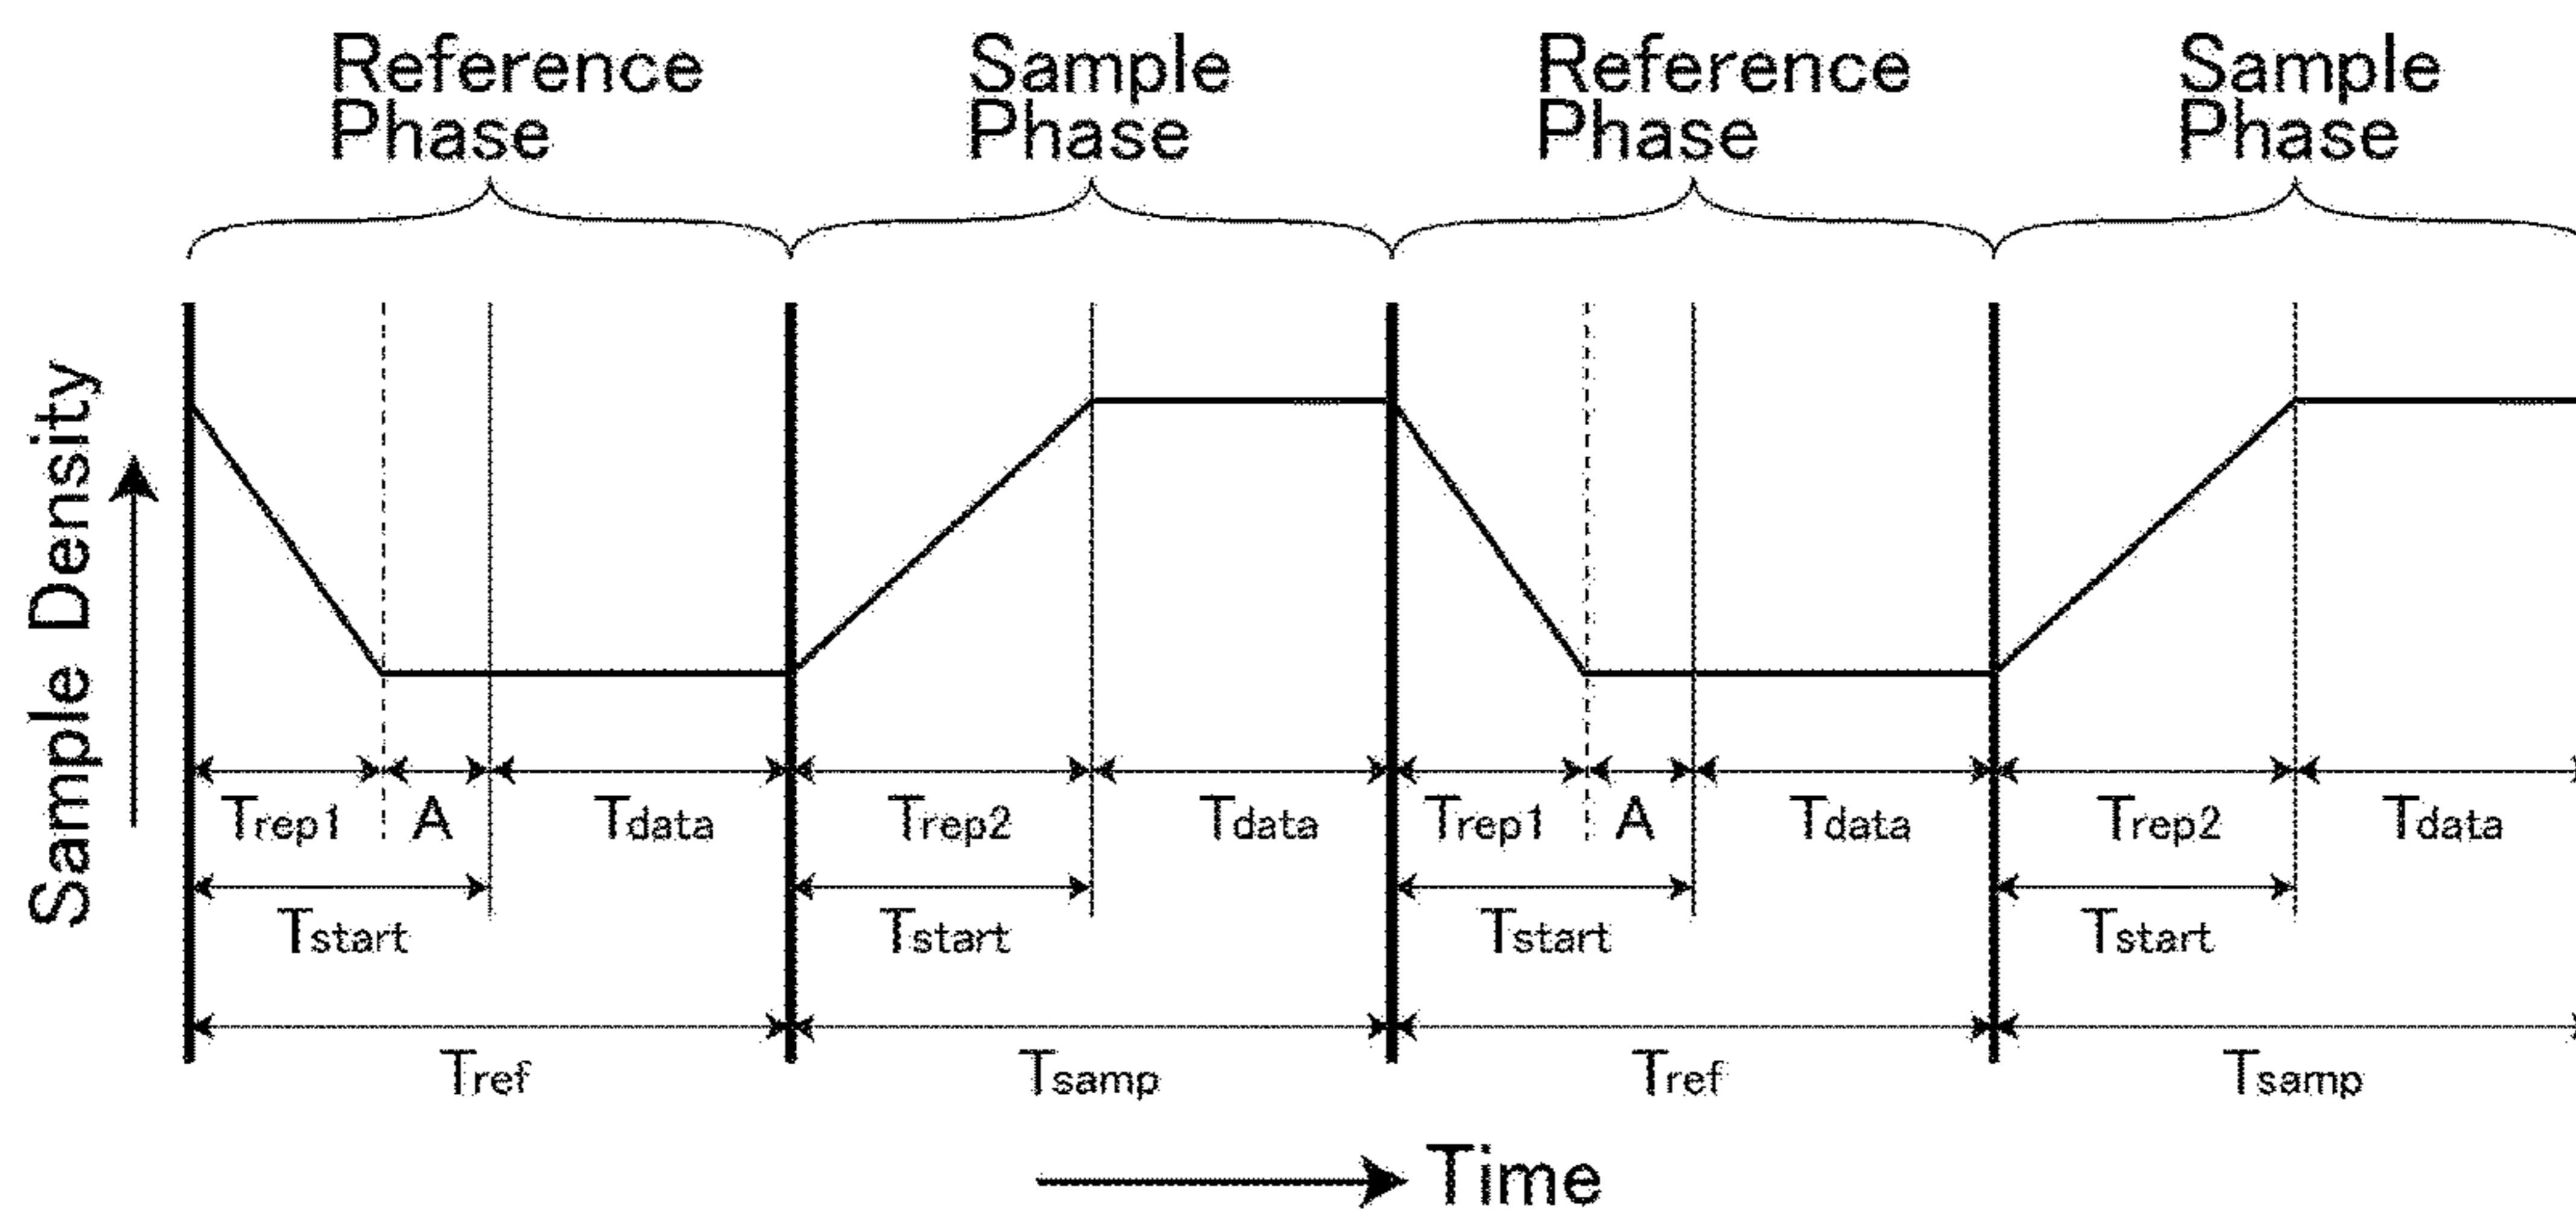 Reference
Phase
Sample
Phase
Reference
Phase
Sample
Phase
Sample Density
Trep1 A Tdata Trep2 Tdata Trep1 A Tdata Trep2 Tdata
Tstart Tstart Tstart Tstart
Tref Tsamp Tref Tsamp
Time